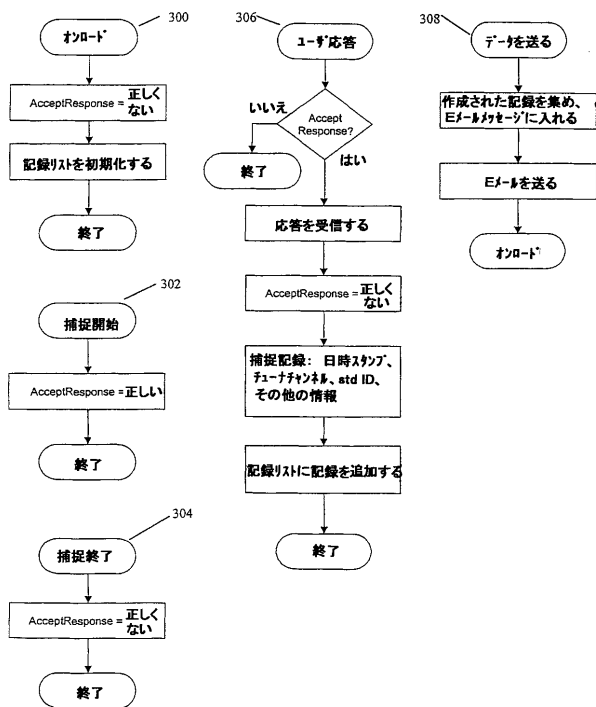 300
オンロード
AcceptResponse = 正しく
ない
記録リストを初期化する
終了
302
捕捉開始
AcceptResponse = 正しい
終了
304
捕捉終了
AcceptResponse = 正しく
ない
終了
306
ユーザ応答
いいえ
Accept
Response?
はい
終了
応答を受信する
AcceptResponse = 正しく
ない
捕捉記録: 日時スタンプ、
チューナチャンネル、std ID、
その他の情報
記録リストに記録を追加する
終了
308
データを送る
作成された記録を集め、
Eメールメッセージに入れる
Eメールを送る
オンロード